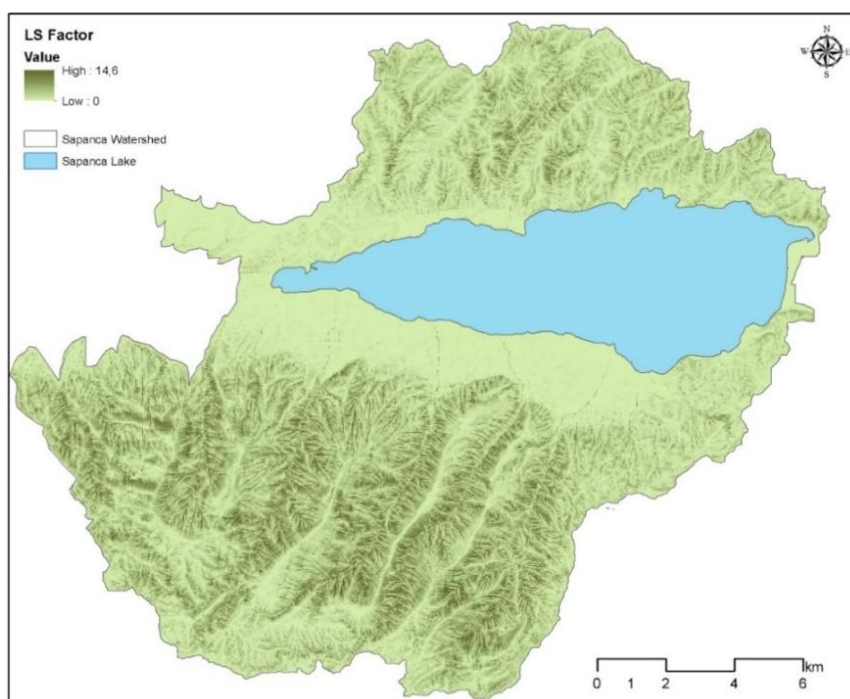 LS Factor
Value
High : 14,6
Low : 0
Sapanca Watershed
Sapanca Lake
N
W E
S
km
0 1 2 4 6